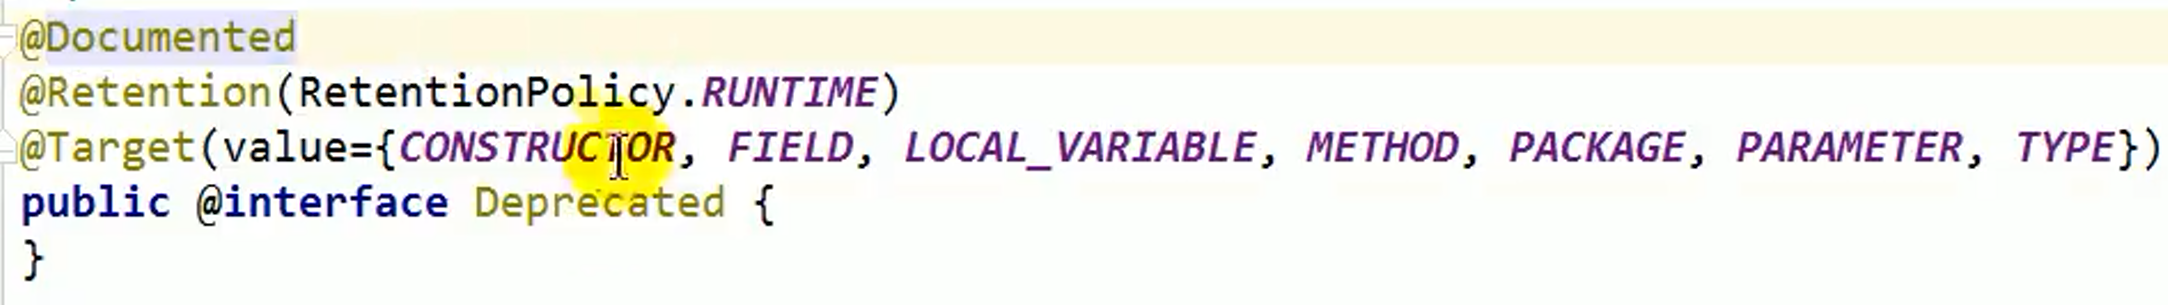 @Documented
@Retention(RetentionPolicy.RUNTIME)
@Target(value={CONSTRUCTOR, FIELD, LOCAL_VARIABLE, METHOD, PACKAGE, PARAMETER, TYPE})
public @interface Deprecated {
}